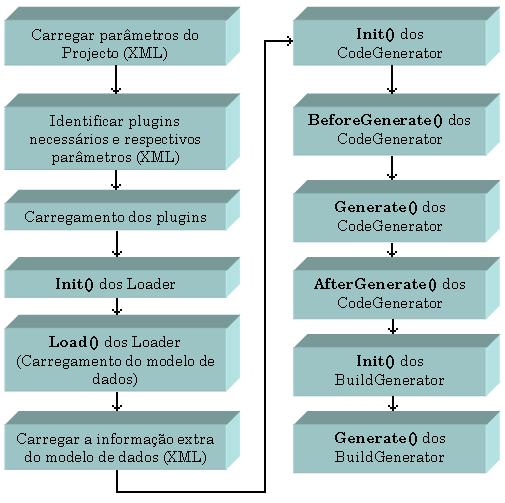 Carregar parâmetros do
Projecto (XML)
Identificar plugins
necessários e respectivos
parâmetros (XML)
Carregamento dos plugins
Init() dos Loader
Load() dos Loader
(Carregamento do modelo de
dados)
Carregar a informação extra
do modelo de dados (XML)
Init() dos
CodeGenerator
BeforeGenerate() dos
CodeGenerator
Generate() dos
CodeGenerator
AfterGenerate() dos
CodeGenerator
Init() dos
BuildGenerator
Generate() dos
BuildGenerator